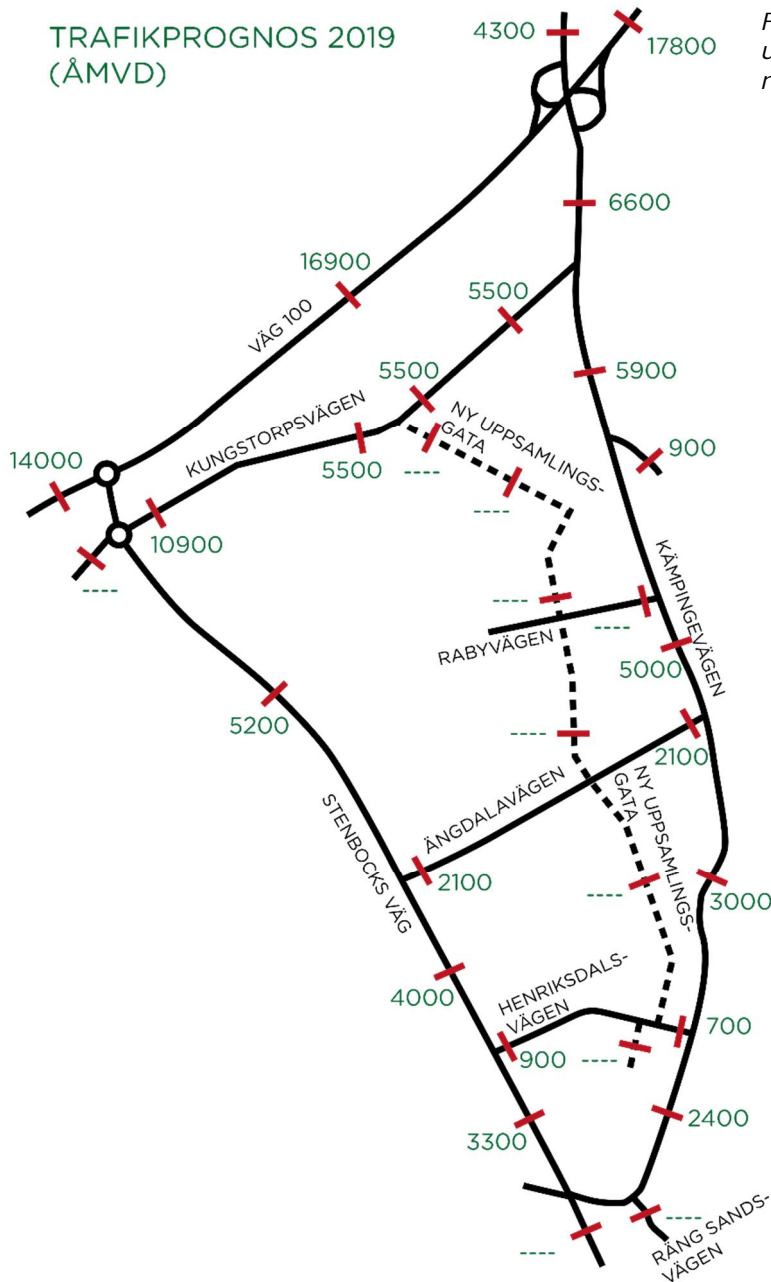 TRAFIKPROGNOS 2019
(ÅMVD)
4300
17800
6600
16900
5500
VÄG 100
5500
5900
KUNGSTORPSVÄGEN
NY UPPSAMLINGS-
GATA
14000
5500
----
900
----
10900
----
KÄMPINGEVÄGEN
----
----
RABYVÄGEN
5000
5200
----
2100
ÄNGDALAVÄGEN
NY UPPSAMLINGS-
GATA
STENBOCKS VÄG
2100
----
3000
4000
HENRIKSDALS-
VÄGEN
700
900
----
2400
3300
----
----
RÄNG SANDS-
VÄGEN